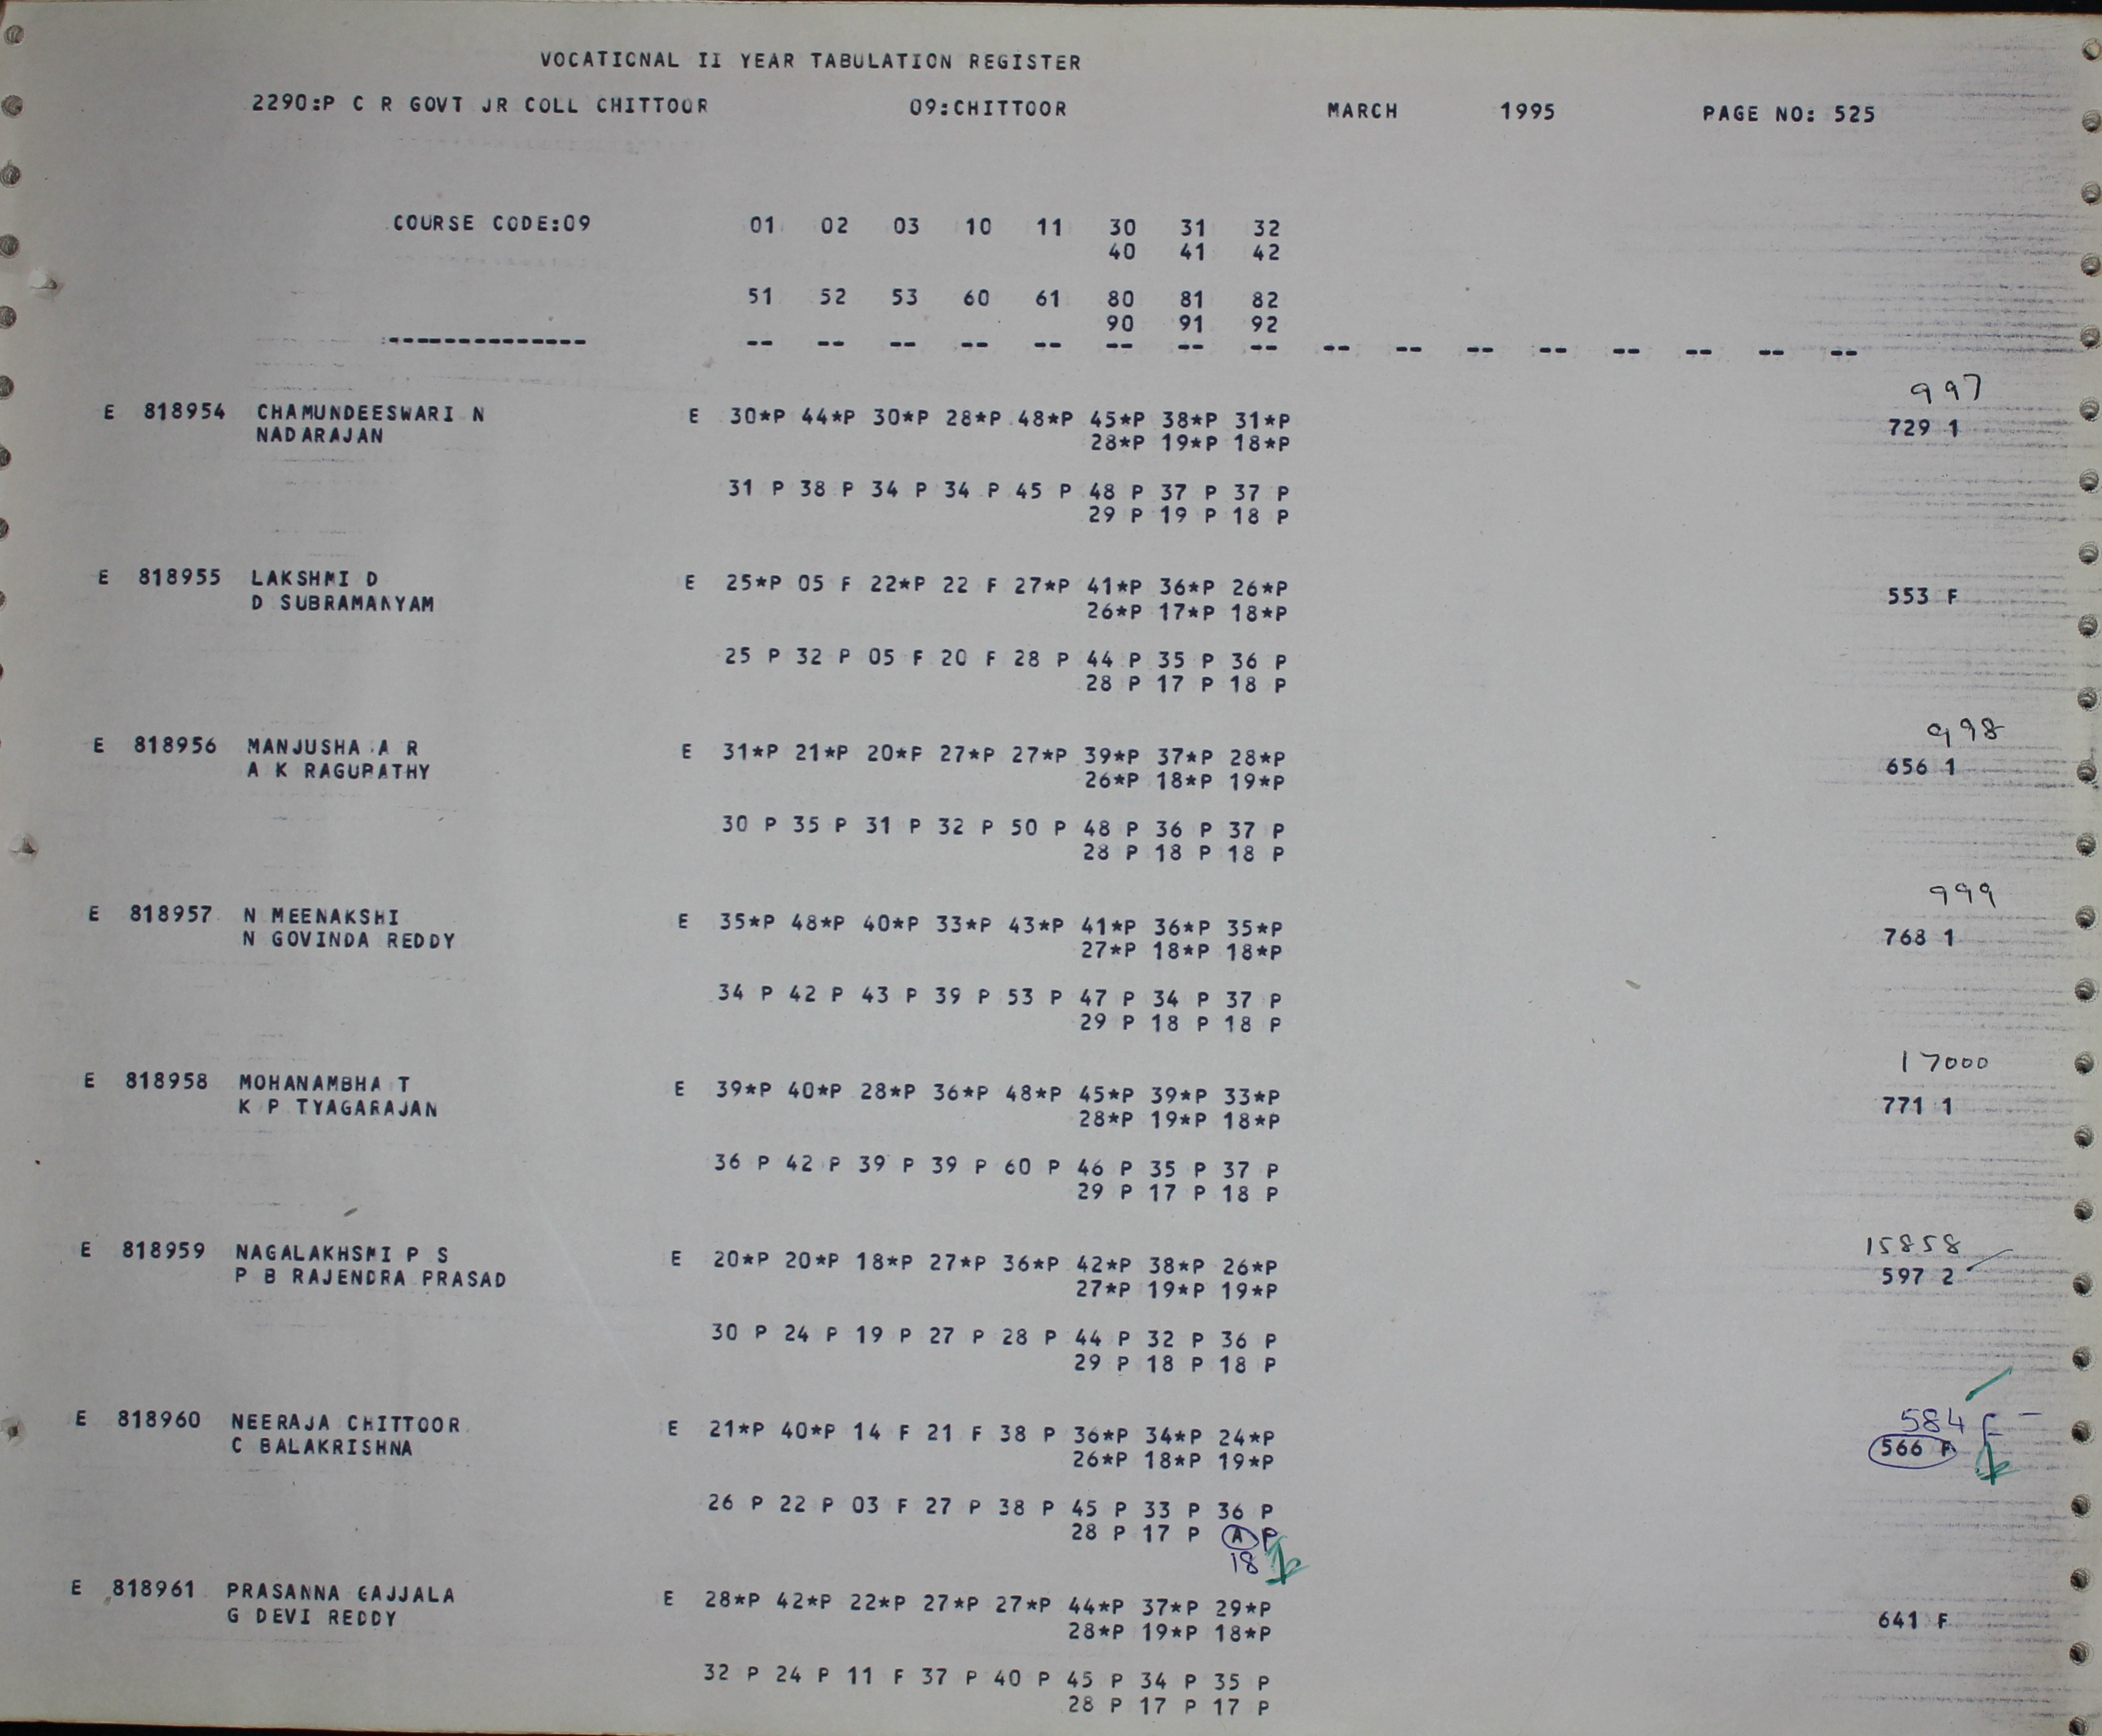 VOCATIONAL II YEAR TABULATION REGISTER
2290:P C R GOVT JR COLL CHITTOOR 09:CHITTOOR MARCH 1995 PAGE NO: 525
COURSE CODE:09 01 02 03 10 11 30 31 32
40 41 42
51 52 53 60 61 80 81 82
90 91 92
--------------- -- -- -- -- -- -- -- -- -- -- -- -- -- -- -- --
997
E 818954 CHAMUNDEESWARI N E 30*P 44*P 30*P 28*P 48*P 45*P 38*P 31*P 729 1
NADARAJAN 28*P 19*P 18*P
31 P 38 P 34 P 34 P 45 P 48 P 37 P 37 P
29 P 19 P 18 P
E 818955 LAKSHMI D E 25*P 05 F 22*P 22 F 27*P 41*P 36*P 26*P 553 F
D SUBRAMANYAM 26*P 17*P 18*P
25 P 32 P 05 F 20 F 28 P 44 P 35 P 36 P
28 P 17 P 18 P
998
E 818956 MANJUSHA A R E 31*P 21*P 20*P 27*P 27*P 39*P 37*P 28*P 656 1
A K RAGUPATHY 26*P 18*P 19*P
30 P 35 P 31 P 32 P 50 P 48 P 36 P 37 P
28 P 18 P 18 P
999
E 818957 N MEENAKSHI E 35*P 48*P 40*P 33*P 43*P 41*P 36*P 35*P 768 1
N GOVINDA REDDY 27*P 18*P 18*P
34 P 42 P 43 P 39 P 53 P 47 P 34 P 37 P
29 P 18 P 18 P
17000
E 818958 MOHANAMBHA T E 39*P 40*P 28*P 36*P 48*P 45*P 39*P 33*P 771 1
K P TYAGARAJAN 28*P 19*P 18*P
36 P 42 P 39 P 39 P 60 P 46 P 35 P 37 P
29 P 17 P 18 P
15858
E 818959 NAGALAKHSMI P S E 20*P 20*P 18*P 27*P 36*P 42*P 38*P 26*P 597 2
P B RAJENDRA PRASAD 27*P 19*P 19*P
30 P 24 P 19 P 27 P 28 P 44 P 32 P 36 P
29 P 18 P 18 P
584 F
E 818960 NEERAJA CHITTOOR E 21*P 40*P 14 F 21 F 38 P 36*P 34*P 24*P 566 F
C BALAKRISHNA 26*P 18*P 19*P
26 P 22 P 03 F 27 P 38 P 45 P 33 P 36 P
28 P 17 P A P
18
E 818961 PRASANNA GAJJALA E 28*P 42*P 22*P 27*P 27*P 44*P 37*P 29*P 641 F
G DEVI REDDY 28*P 19*P 18*P
32 P 24 P 11 F 37 P 40 P 45 P 34 P 35 P
28 P 17 P 17 P